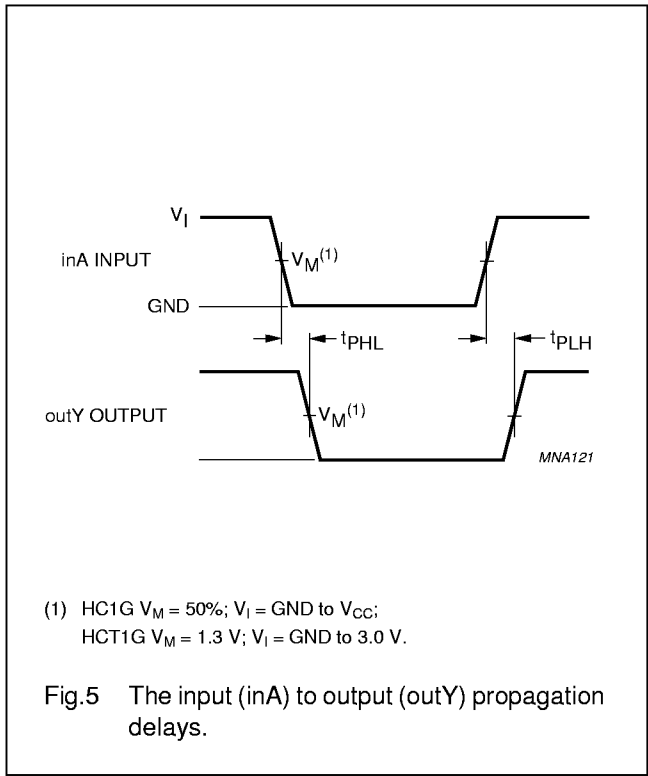 V_I
inA INPUT
V_M^(1)
GND
t_PHL
t_PLH
outY OUTPUT
V_M^(1)
MNA121
(1) HC1G V_M = 50%; V_I = GND to V_CC;
HCT1G V_M = 1.3 V; V_I = GND to 3.0 V.
Fig.5 The input (inA) to output (outY) propagation
delays.